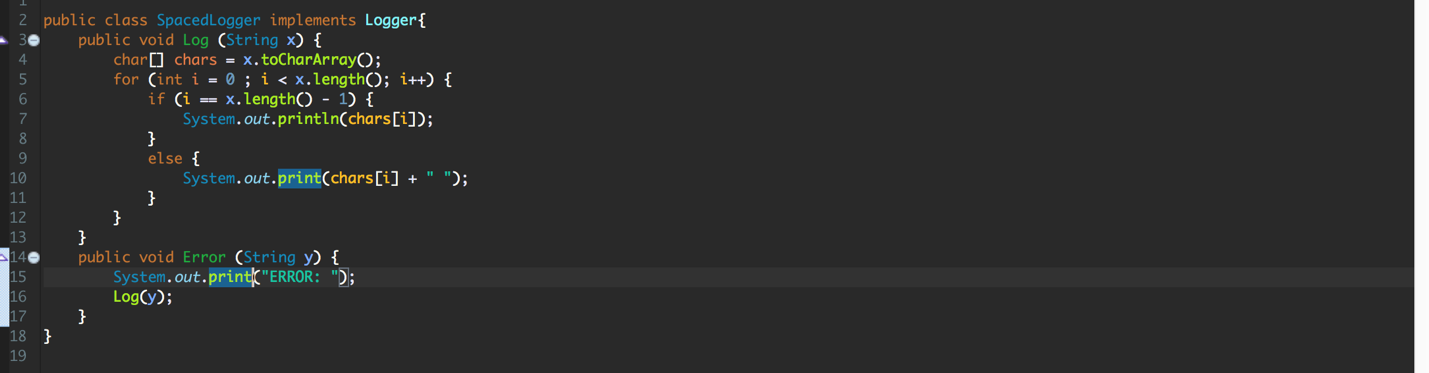 1
2 public class SpacedLogger implements Logger{
3     public void Log (String x) {
4         char[] chars = x.toCharArray();
5         for (int i = 0 ; i < x.length(); i++) {
6             if (i == x.length() - 1) {
7                 System.out.println(chars[i]);
8             }
9             else {
10                 System.out.print(chars[i] + " ");
11             }
12         }
13     }
14     public void Error (String y) {
15         System.out.print("ERROR: ");
16         Log(y);
17     }
18 }
19